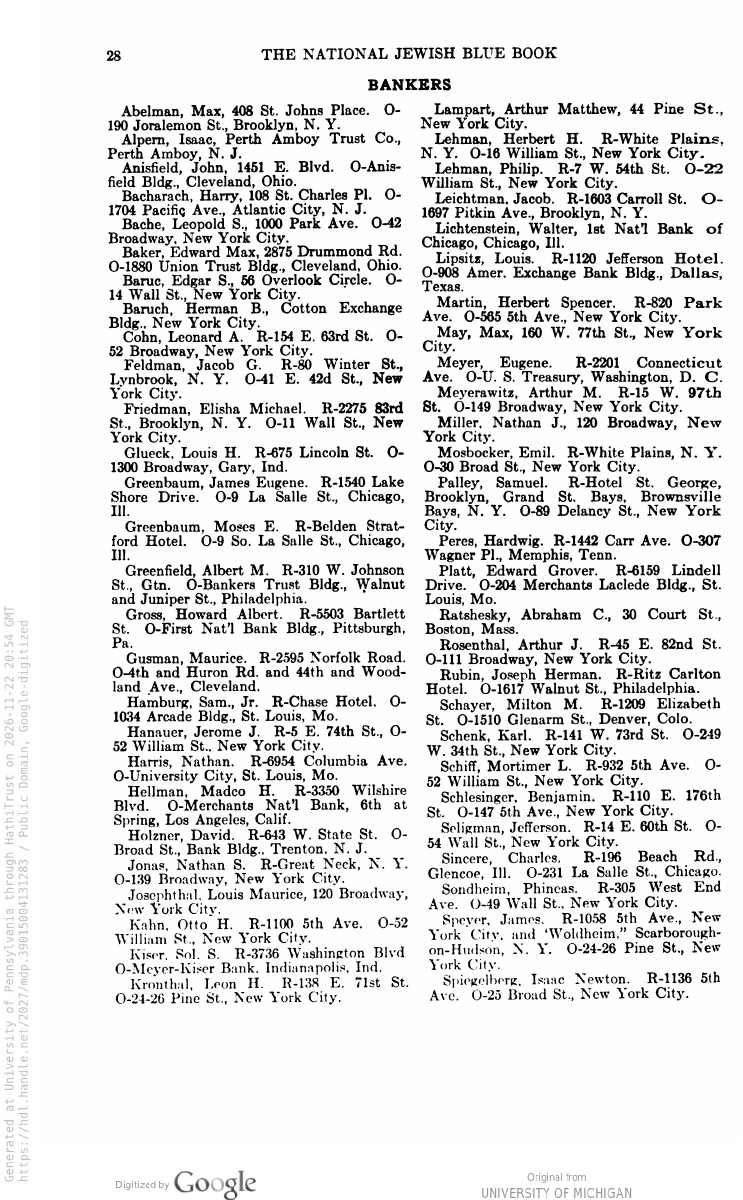 28
THE NATIONAL JEWISH BLUE BOOK
BANKERS
Abelman, Max, 408 St. Johns Place. O-
190 Joralemon St., Brooklyn, N. Y.
Alpern, Isaac, Perth Amboy Trust Co.,
Perth Amboy, N. J.
Anisfield, John, 1451 E. Blvd. O-Anis-
field Bldg., Cleveland, Ohio.
Bacharach, Harry, 108 St. Charles Pl. O-
1704 Pacific Ave., Atlantic City, N. J.
Bache, Leopold S., 1000 Park Ave. O-42
Broadway, New York City.
Baker, Edward Max, 2875 Drummond Rd.
O-1880 Union Trust Bldg., Cleveland, Ohio.
Baruc, Edgar S., 56 Overlook Circle. O-
14 Wall St., New York City.
Baruch, Herman B., Cotton Exchange
Bldg., New York City.
Cohn, Leonard A. R-154 E. 63rd St. O-
52 Broadway, New York City.
Feldman, Jacob G. R-80 Winter St.,
Lynbrook, N. Y. O-41 E. 42d St., New
York City.
Friedman, Elisha Michael. R-2275 83rd
St., Brooklyn, N. Y. O-11 Wall St., New
York City.
Glueck, Louis H. R-675 Lincoln St. O-
1300 Broadway, Gary, Ind.
Greenbaum, James Eugene. R-1540 Lake
Shore Drive. O-9 La Salle St., Chicago,
Ill.
Greenbaum, Moses E. R-Belden Strat-
ford Hotel. O-9 So. La Salle St., Chicago,
Ill.
Greenfield, Albert M. R-310 W. Johnson
St., Gtn. O-Bankers Trust Bldg., Walnut
and Juniper St., Philadelphia.
Gross, Howard Albert. R-5503 Bartlett
St. O-First Nat'l Bank Bldg., Pittsburgh,
Pa.
Gusman, Maurice. R-2595 Norfolk Road.
O-4th and Huron Rd. and 44th and Wood-
land Ave., Cleveland.
Hamburg, Sam., Jr. R-Chase Hotel. O-
1034 Arcade Bldg., St. Louis, Mo.
Hanauer, Jerome J. R-5 E. 74th St., O-
52 William St., New York City.
Harris, Nathan. R-6954 Columbia Ave.
O-University City, St. Louis, Mo.
Hellman, Madco H. R-3350 Wilshire
Blvd. O-Merchants Nat'l Bank, 6th at
Spring, Los Angeles, Calif.
Holzner, David. R-643 W. State St. O-
Broad St., Bank Bldg., Trenton, N. J.
Jonas, Nathan S. R-Great Neck, N. Y.
O-139 Broadway, New York City.
Josephthal, Louis Maurice, 120 Broadway,
New York City.
Kahn, Otto H. R-1100 5th Ave. O-52
William St., New York City.
Kiser, Sol. S. R-3736 Washington Blvd
O-Meyer-Kiser Bank, Indianapolis, Ind.
Kronthal, Leon H. R-138 E. 71st St.
O-24-26 Pine St., New York City.
Lampart, Arthur Matthew, 44 Pine St.,
New York City.
Lehman, Herbert H. R-White Plains,
N. Y. O-16 William St., New York City.
Lehman, Philip. R-7 W. 54th St. O-22
William St., New York City.
Leichtman, Jacob. R-1603 Carroll St. O-
1697 Pitkin Ave., Brooklyn, N. Y.
Lichtenstein, Walter, 1st Nat'l Bank of
Chicago, Chicago, Ill.
Lipsitz, Louis. R-1120 Jefferson Hotel.
O-908 Amer. Exchange Bank Bldg., Dallas,
Texas.
Martin, Herbert Spencer. R-820 Park
Ave. O-565 5th Ave., New York City.
May, Max, 160 W. 77th St., New York
City.
Meyer, Eugene. R-2201 Connecticut
Ave. O-U. S. Treasury, Washington, D. C.
Meyerawitz, Arthur M. R-15 W. 97th
St. O-149 Broadway, New York City.
Miller, Nathan J., 120 Broadway, New
York City.
Mosbocker, Emil. R-White Plains, N. Y.
O-30 Broad St., New York City.
Palley, Samuel. R-Hotel St. George,
Brooklyn, Grand St. Bays, Brownsville
Bays, N. Y. O-89 Delancy St., New York
City.
Peres, Hardwig. R-1442 Carr Ave. O-307
Wagner Pl., Memphis, Tenn.
Platt, Edward Grover. R-6159 Lindell
Drive. O-204 Merchants Laclede Bldg., St.
Louis, Mo.
Ratshesky, Abraham C., 30 Court St.,
Boston, Mass.
Rosenthal, Arthur J. R-45 E. 82nd St.
O-111 Broadway, New York City.
Rubin, Joseph Herman. R-Ritz Carlton
Hotel. O-1617 Walnut St., Philadelphia.
Schayer, Milton M. R-1209 Elizabeth
St. O-1510 Glenarm St., Denver, Colo.
Schenk, Karl. R-141 W. 73rd St. O-249
W. 34th St., New York City.
Schiff, Mortimer L. R-932 5th Ave. O-
52 William St., New York City.
Schlesinger, Benjamin. R-110 E. 176th
St. O-147 5th Ave., New York City.
Seligman, Jefferson. R-14 E. 60th St. O-
54 Wall St., New York City.
Sincere, Charles. R-196 Beach Rd.,
Glencoe, Ill. O-231 La Salle St., Chicago.
Sondheim, Phineas. R-305 West End
Ave. O-49 Wall St., New York City.
Speyer, James. R-1058 5th Ave., New
York City, and 'Woldheim," Scarborough-
on-Hudson, N. Y. O-24-26 Pine St., New
York City.
Spiegelberg, Isaac Newton. R-1136 5th
Ave. O-25 Broad St., New York City.
Generated at University of Pennsylvania through HathiTrust on 2026-11-22 20:54 GMT
https://hdl.handle.net/2027/mdp.39015004131283 / Public Domain, Google-digitized
Digitized by Google
Original from
UNIVERSITY OF MICHIGAN